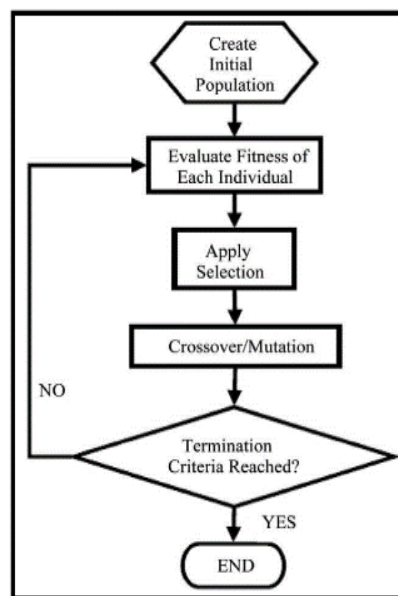 Create
Initial
Population
Evaluate Fitness of
Each Individual
Apply
Selection
Crossover/Mutation
NO
Termination
Criteria Reached?
YES
END